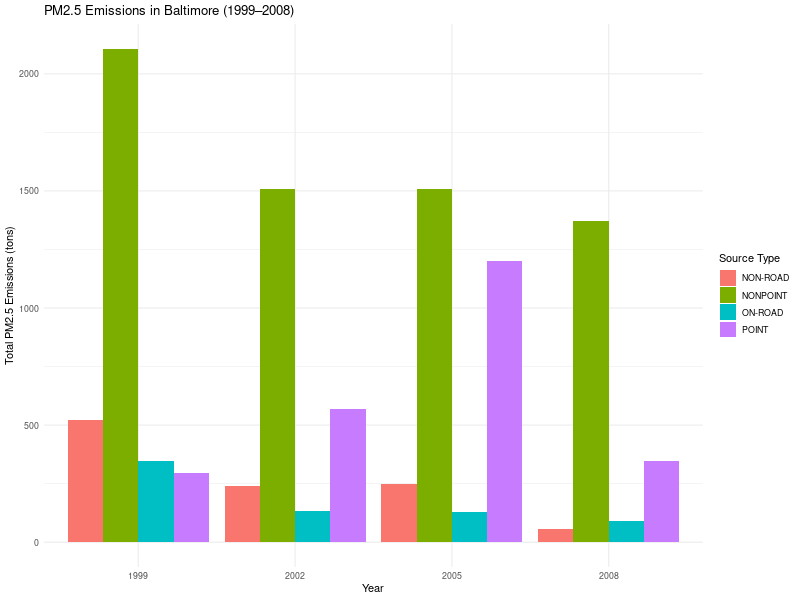 PM2.5 Emissions in Baltimore (1999–2008)
Total PM2.5 Emissions (tons)
2000
1500
1000
500
0
1999
2002
2005
2008
Year
Source Type
NON-ROAD
NONPOINT
ON-ROAD
POINT